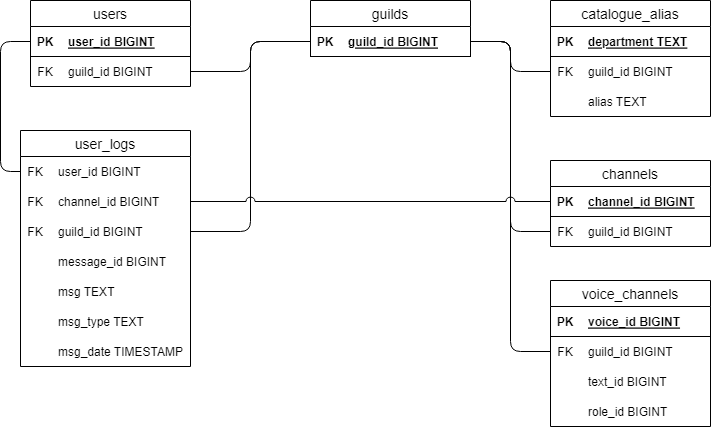 users
PK user_id BIGINT
FK guild_id BIGINT
guilds
PK guild_id BIGINT
catalogue_alias
PK department TEXT
FK guild_id BIGINT
alias TEXT
user_logs
FK user_id BIGINT
FK channel_id BIGINT
FK guild_id BIGINT
message_id BIGINT
msg TEXT
msg_type TEXT
msg_date TIMESTAMP
channels
PK channel_id BIGINT
FK guild_id BIGINT
voice_channels
PK voice_id BIGINT
FK guild_id BIGINT
text_id BIGINT
role_id BIGINT